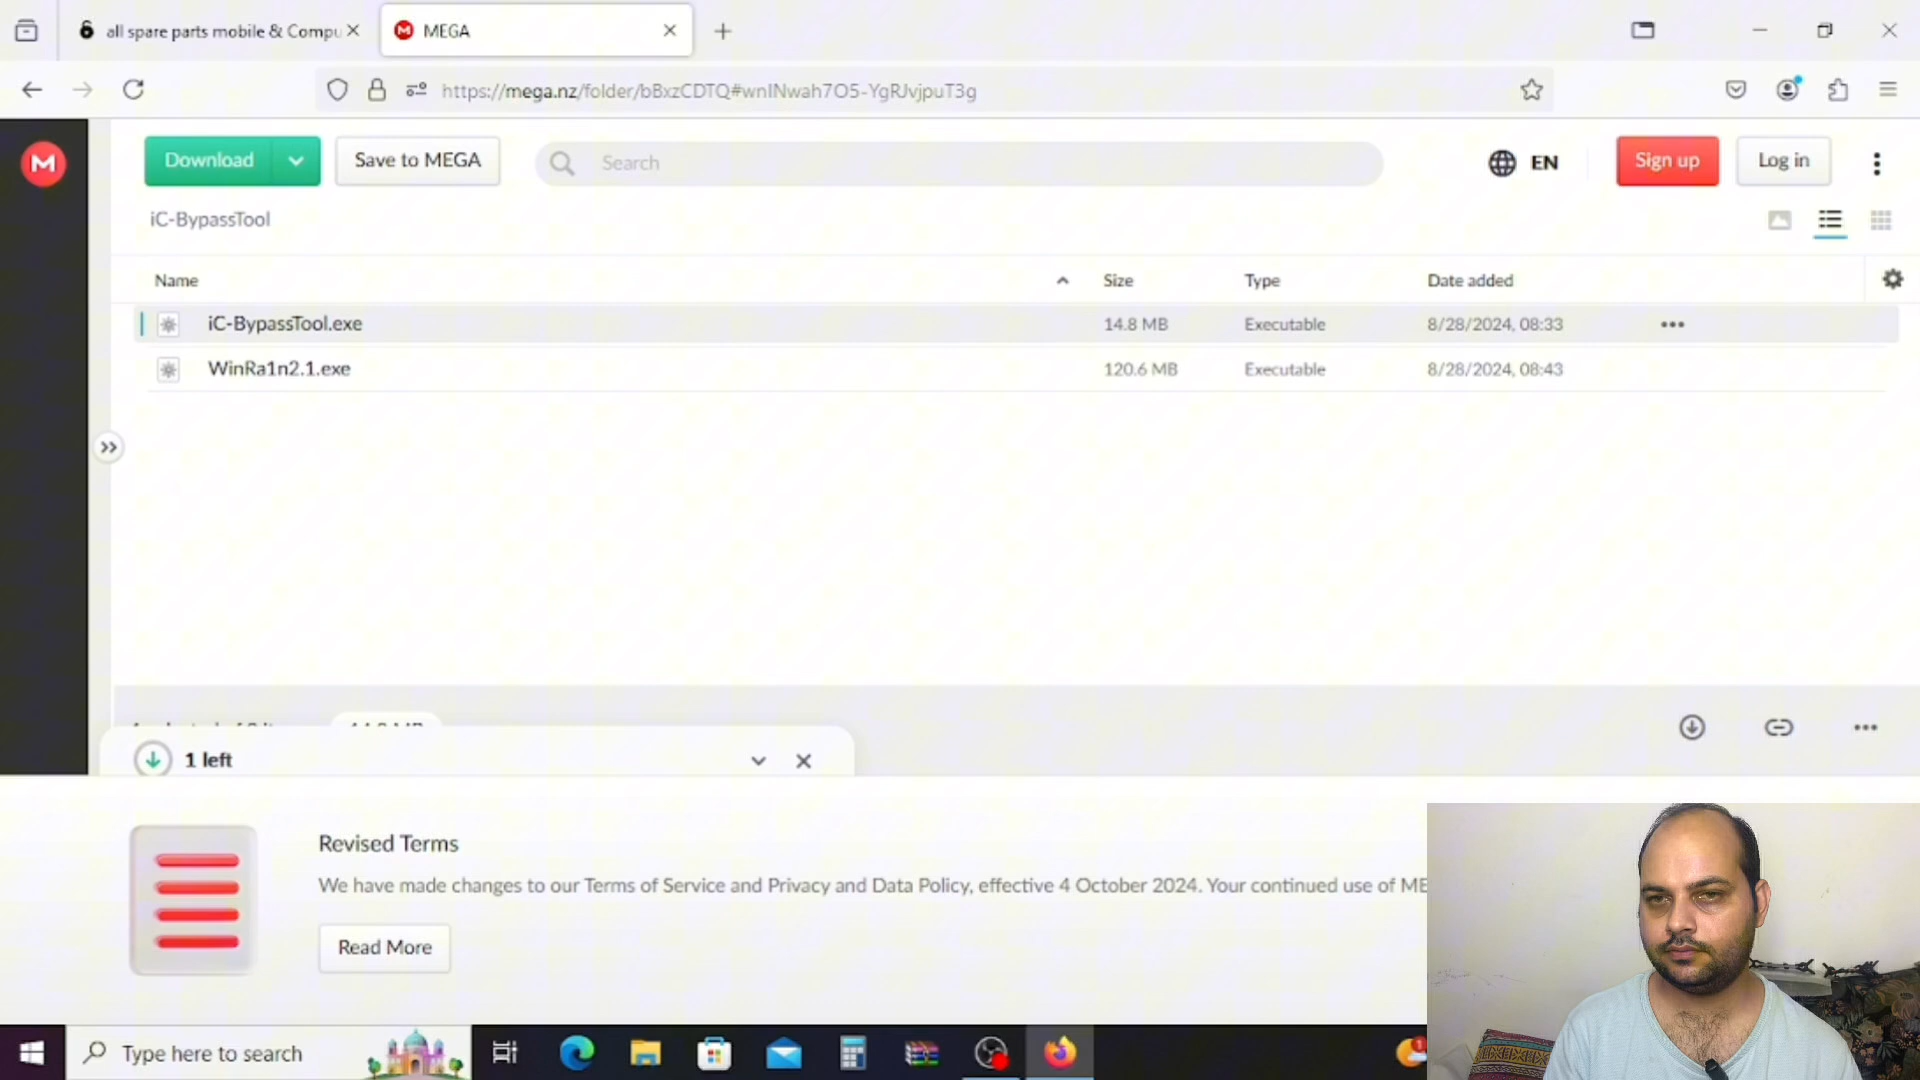 all spare parts mobile & Compu
MEGA
https://mega.nz/folder/bBxzCDTQ#wnINwah7O5-YgRJvjpuT3g
M
Download
Save to MEGA
Search
EN
Sign up
Log in
iC-BypassTool
Name
Size
Type
Date added
iC-BypassTool.exe
14.8 MB
Executable
8/28/2024, 08:33
WinRa1n2.1.exe
120.6 MB
Executable
8/28/2024, 08:43
1 left
Revised Terms
We have made changes to our Terms of Service and Privacy and Data Policy, effective 4 October 2024. Your continued use of ME
Read More
Type here to search
1